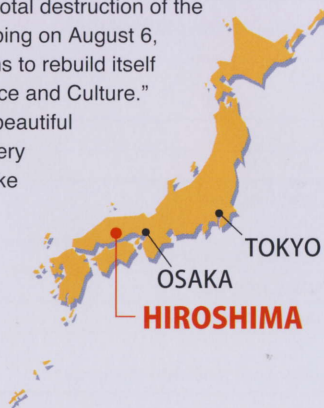 otal destruction of the
bing on August 6,
ns to rebuild itself
ce and Culture.”
beautiful
ery
ke
TOKYO
OSAKA
HIROSHIMA